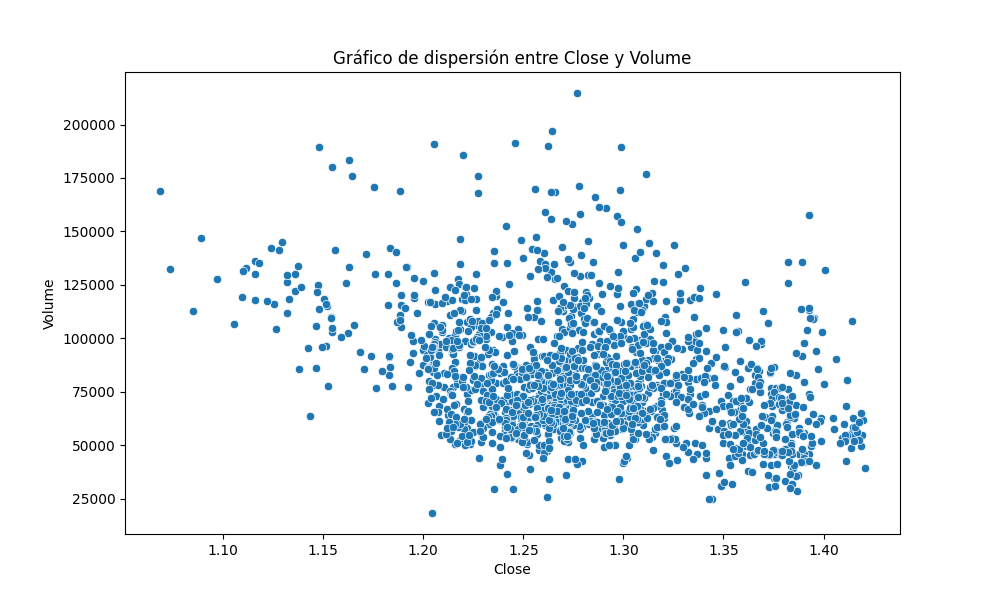 Gráfico de dispersión entre Close y Volume
Volume
200000
175000
150000
125000
100000
75000
50000
25000
1.10 1.15 1.20 1.25 1.30 1.35 1.40
Close